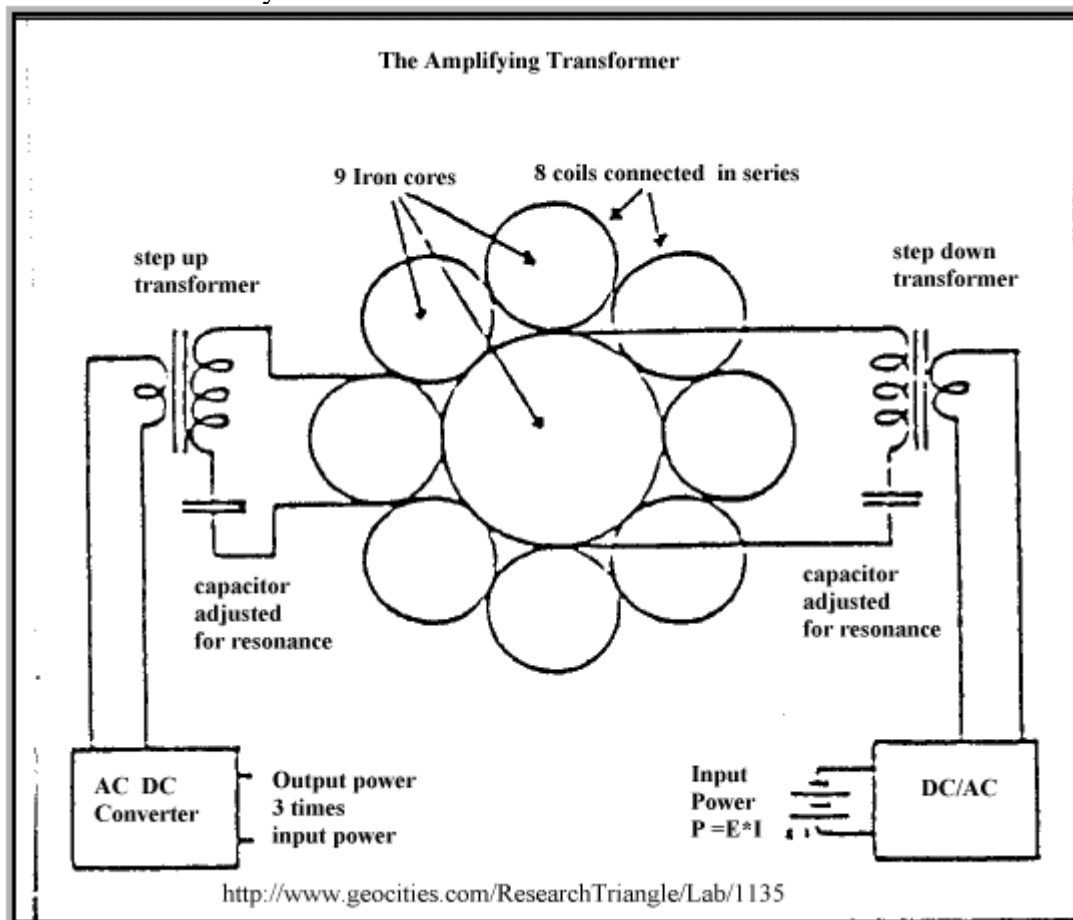 The Amplifying Transformer
9 Iron cores
8 coils connected in series
step up
transformer
step down
transformer
capacitor
adjusted
for resonance
capacitor
adjusted
for resonance
AC DC
Converter
Output power
3 times
input power
Input
Power
P =E*I
DC/AC
http://www.geocities.com/ResearchTriangle/Lab/1135